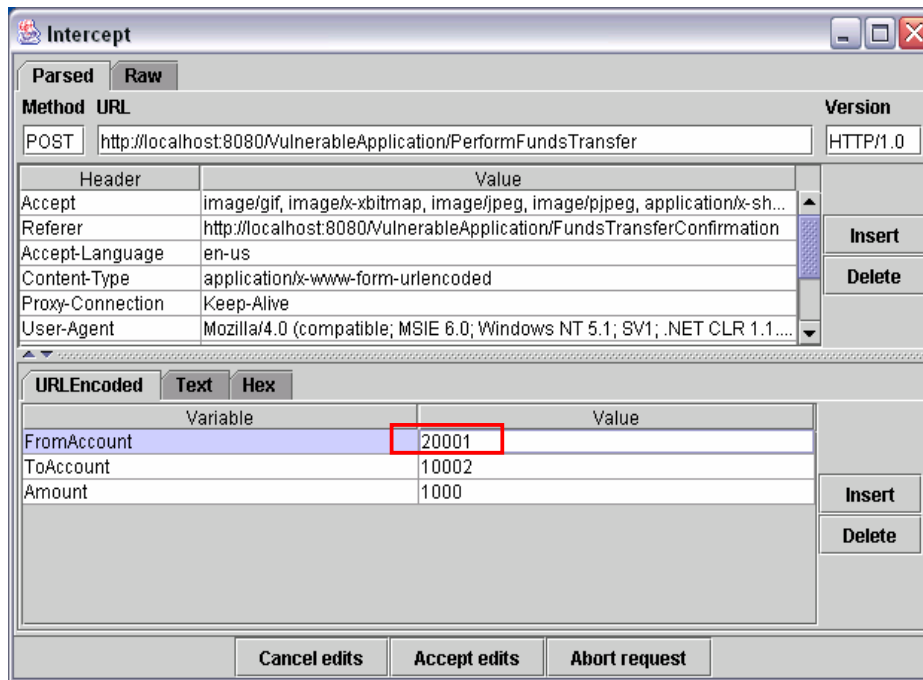 Intercept
Parsed Raw
Method URL Version
POST http://localhost:8080/VulnerableApplication/PerformFundsTransfer HTTP/1.0
Header Value
Accept image/gif, image/x-xbitmap, image/jpeg, image/pjpeg, application/x-sh...
Referer http://localhost:8080/VulnerableApplication/FundsTransferConfirmation
Insert
Accept-Language en-us
Content-Type application/x-www-form-urlencoded
Delete
Proxy-Connection Keep-Alive
User-Agent Mozilla/4.0 (compatible; MSIE 6.0; Windows NT 5.1; SV1; .NET CLR 1.1....
URLEncoded Text Hex
Variable Value
FromAccount 20001
ToAccount 10002
Amount 1000
Insert
Delete
Cancel edits Accept edits Abort request